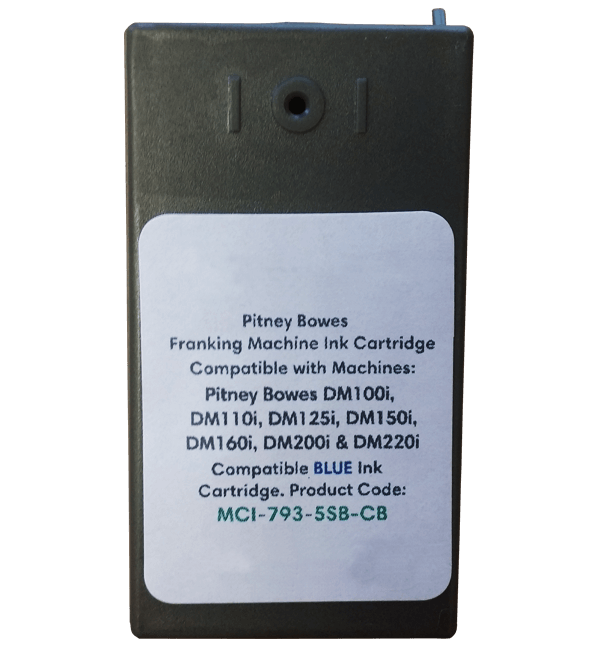 Pitney Bowes
Franking Machine Ink Cartridge
Compatible with Machines:
Pitney Bowes DM100i,
DM110i, DM125i, DM150i,
DM160i, DM200i & DM220i
Compatible BLUE Ink
Cartridge. Product Code:
MCI-793-5SB-CB